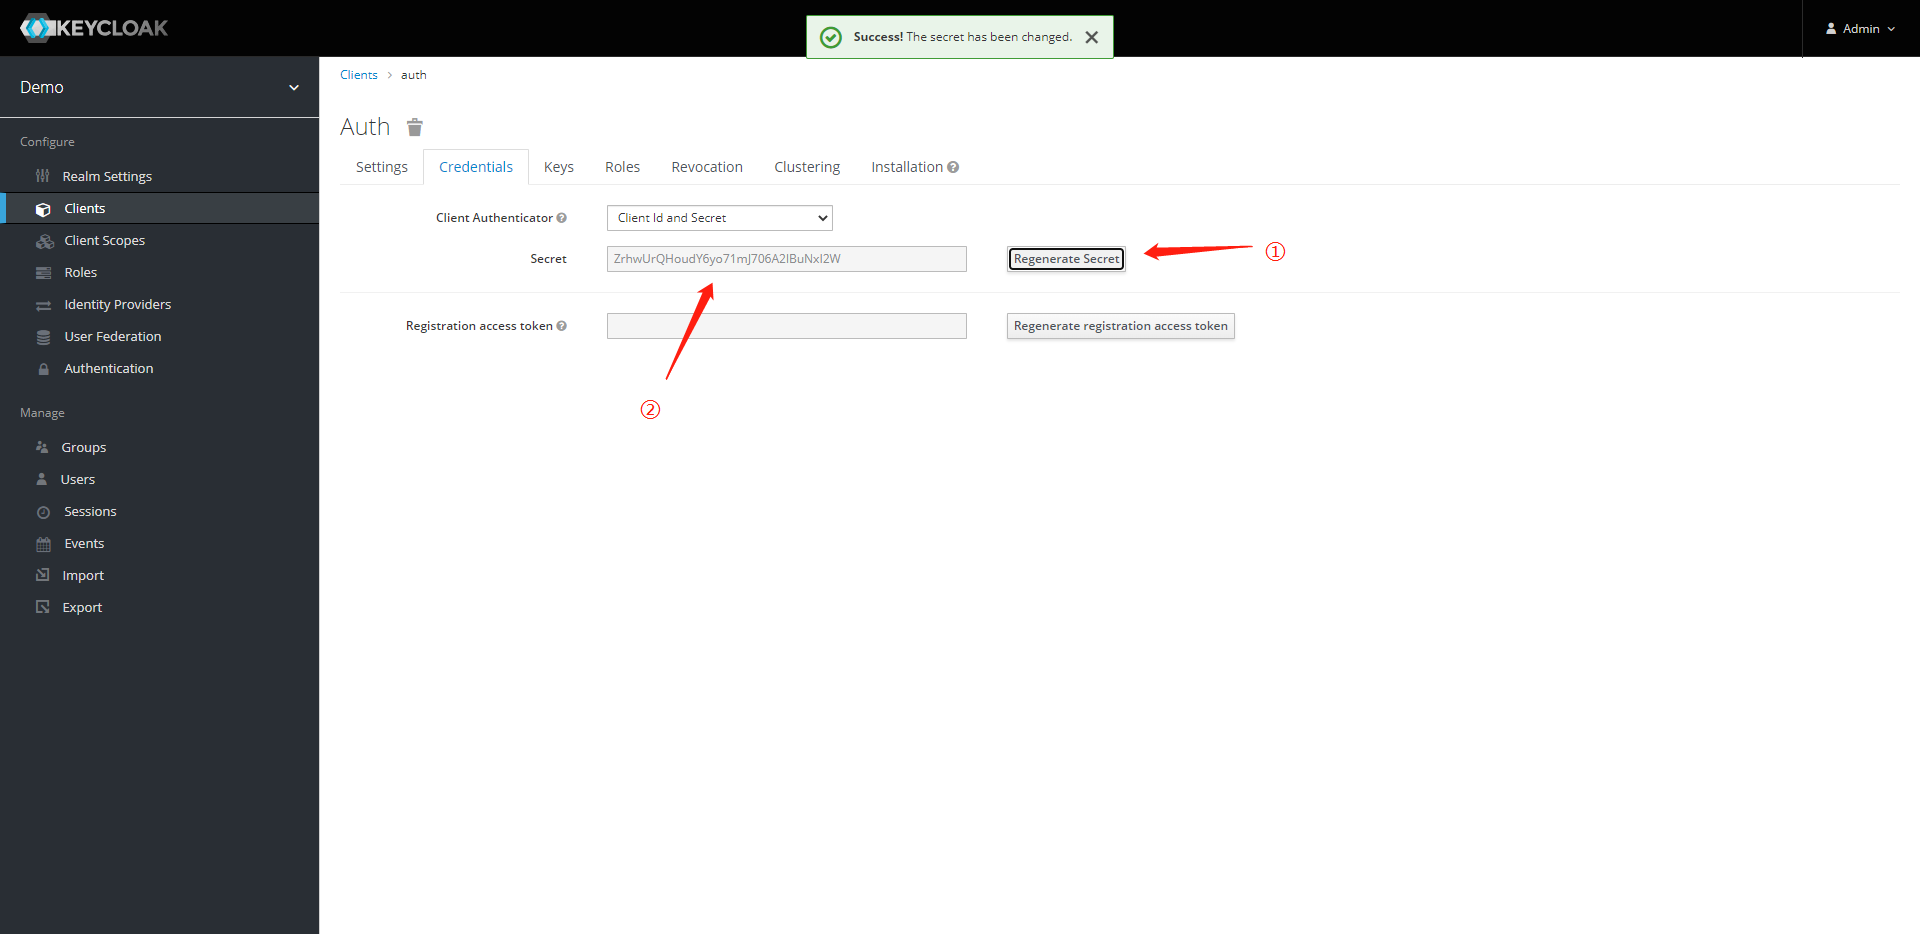 KEYCLOAK
Success! The secret has been changed.
Admin
Demo
Clients > auth
Configure
Auth
Realm Settings
Settings Credentials Keys Roles Revocation Clustering Installation
Clients
Client Authenticator Client Id and Secret
Client Scopes
Secret ZrhwUrQHoudY6yo71mJ706A2IBuNxI2W Regenerate Secret ①
Roles
Identity Providers
Registration access token Regenerate registration access token
User Federation
Authentication
②
Manage
Groups
Users
Sessions
Events
Import
Export